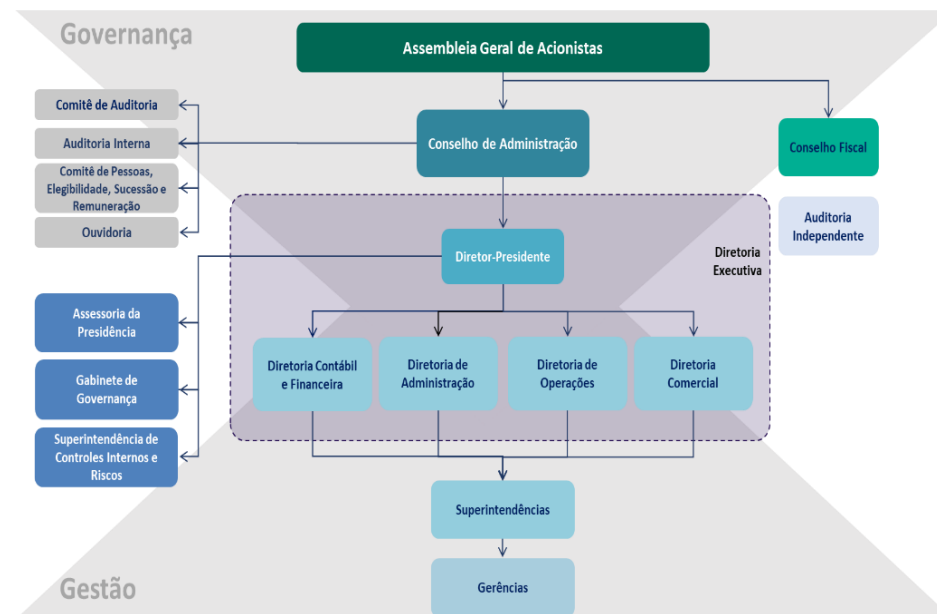 Governança
Assembleia Geral de Acionistas
Comitê de Auditoria
Auditoria Interna
Comitê de Pessoas,
Elegibilidade, Sucessão e
Remuneração
Ouvidoria
Conselho de Administração
Conselho Fiscal
Auditoria
Independente
Diretor-Presidente
Diretoria
Executiva
Assessoria da
Presidência
Gabinete de
Governança
Superintendência de
Controles Internos e
Riscos
Diretoria Contábil
e Financeira
Diretoria de
Administração
Diretoria de
Operações
Diretoria
Comercial
Superintendências
Gerências
Gestão